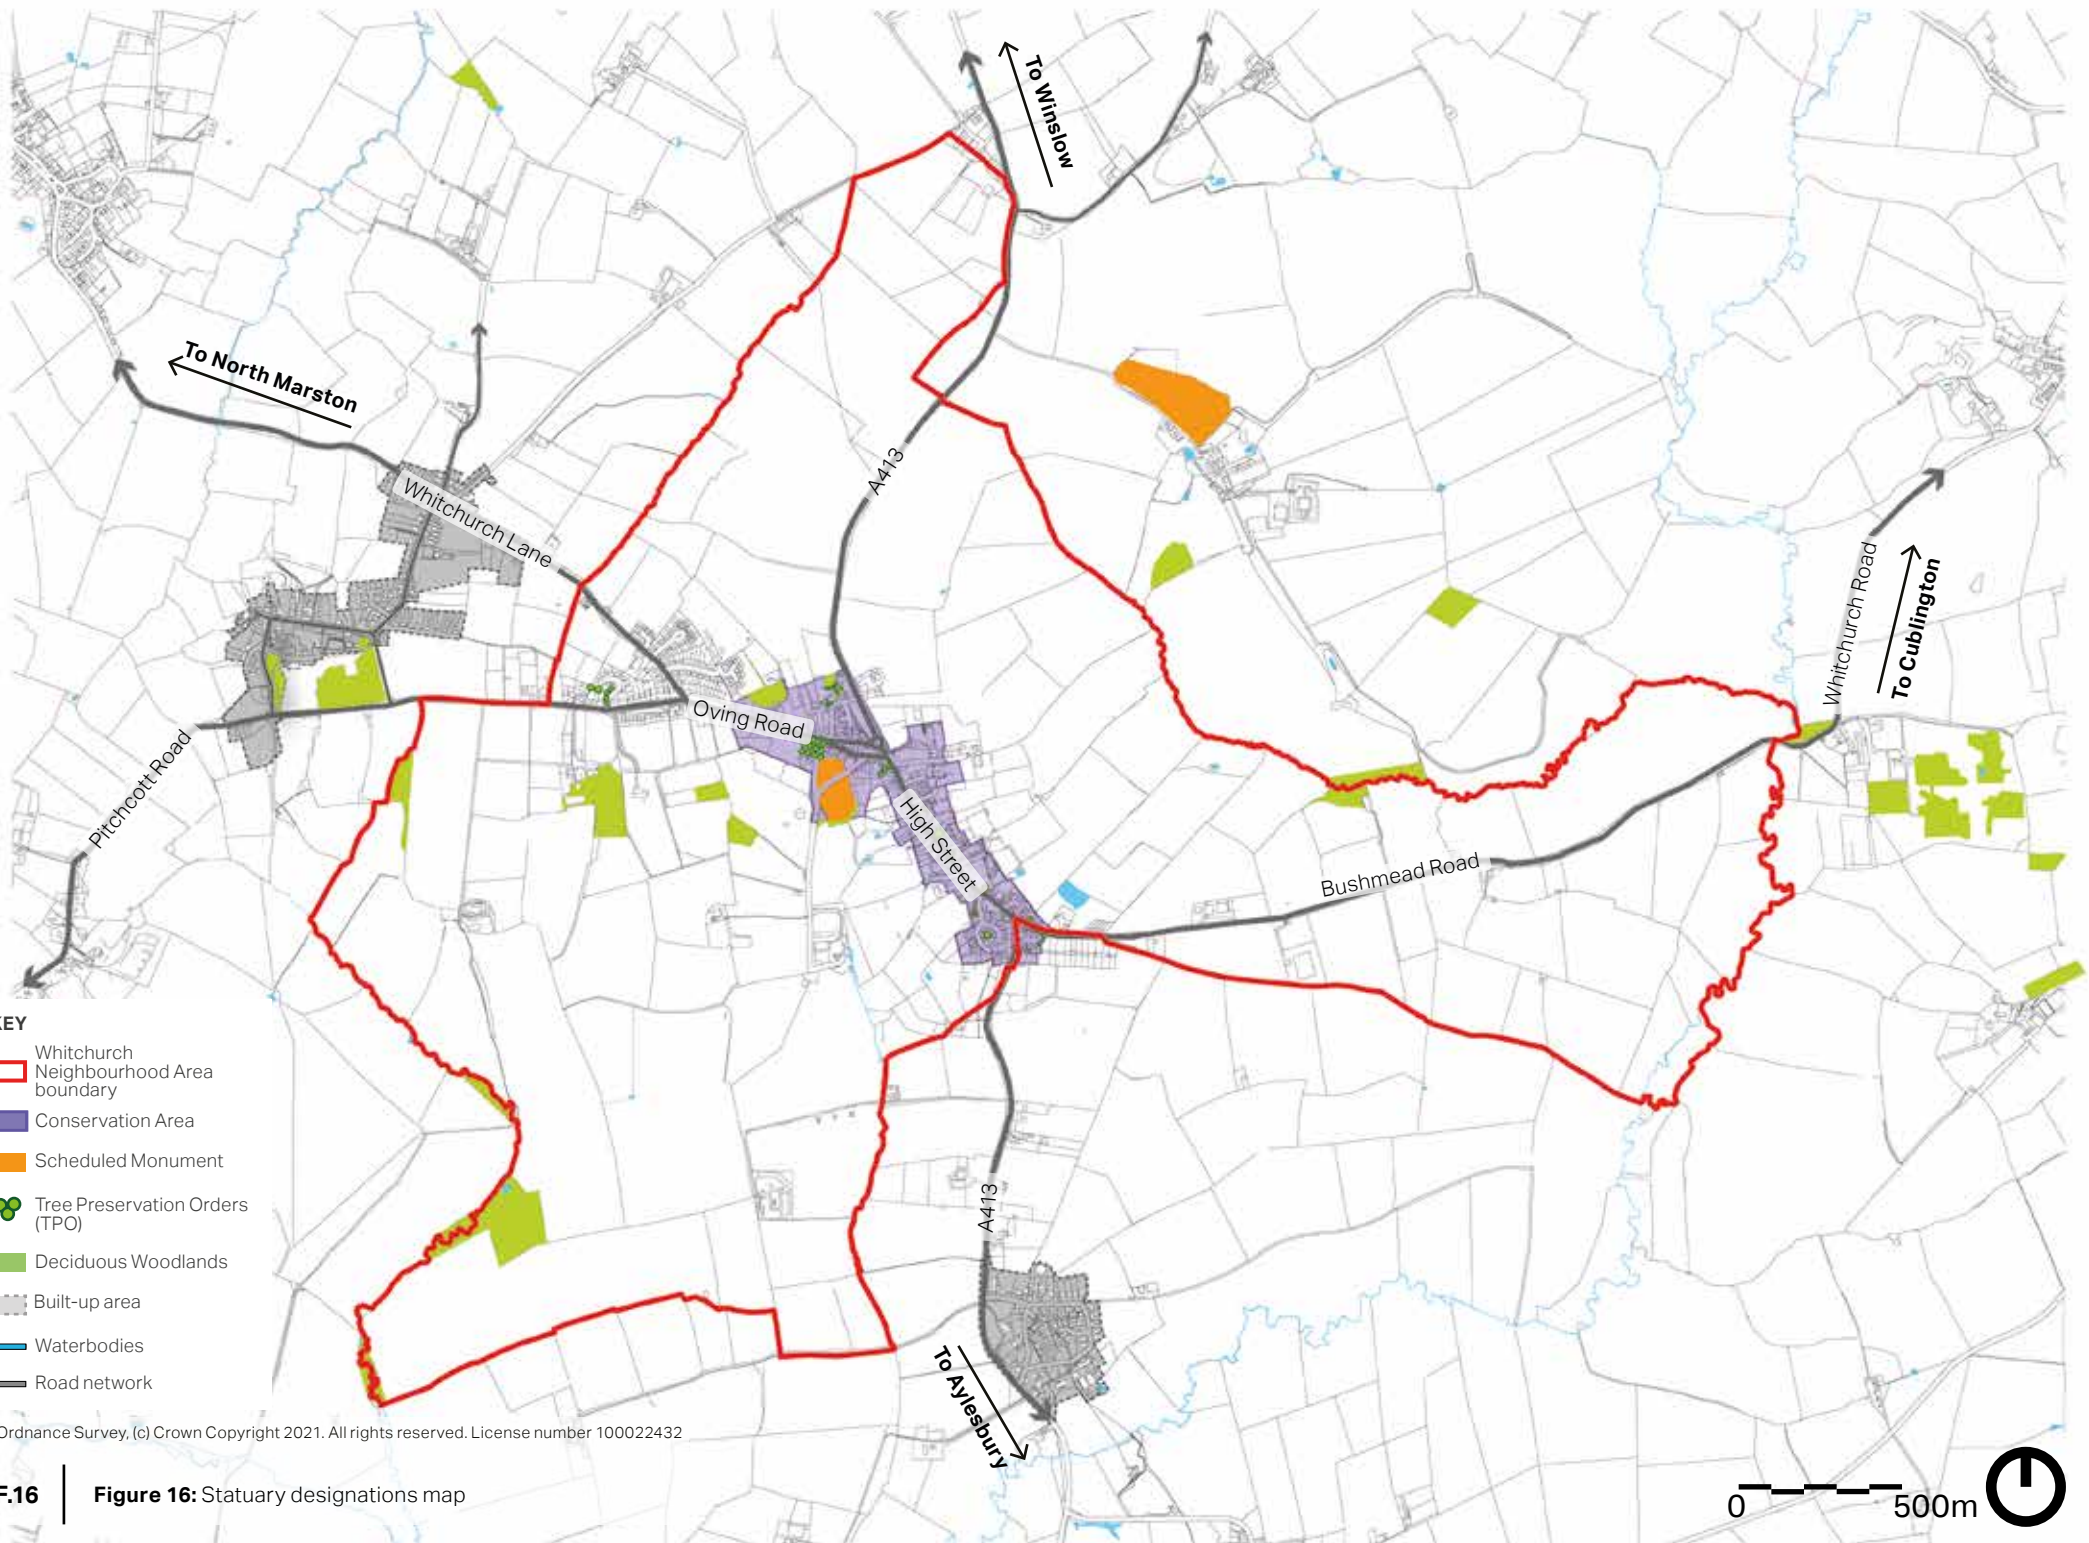 To Winslow
To North Marston
A413
Whitchurch Lane
Whitchurch Road
To Cublington
Oving Road
Pitchcott Road
High Street
Bushmead Road
KEY
Whitchurch
Neighbourhood Area
boundary
Conservation Area
Scheduled Monument
Tree Preservation Orders
(TPO)
Deciduous Woodlands
Built-up area
Waterbodies
Road network
A413
To Aylesbury
Ordnance Survey, (c) Crown Copyright 2021. All rights reserved. License number 100022432
F.16
Figure 16: Statuary designations map
0 500m